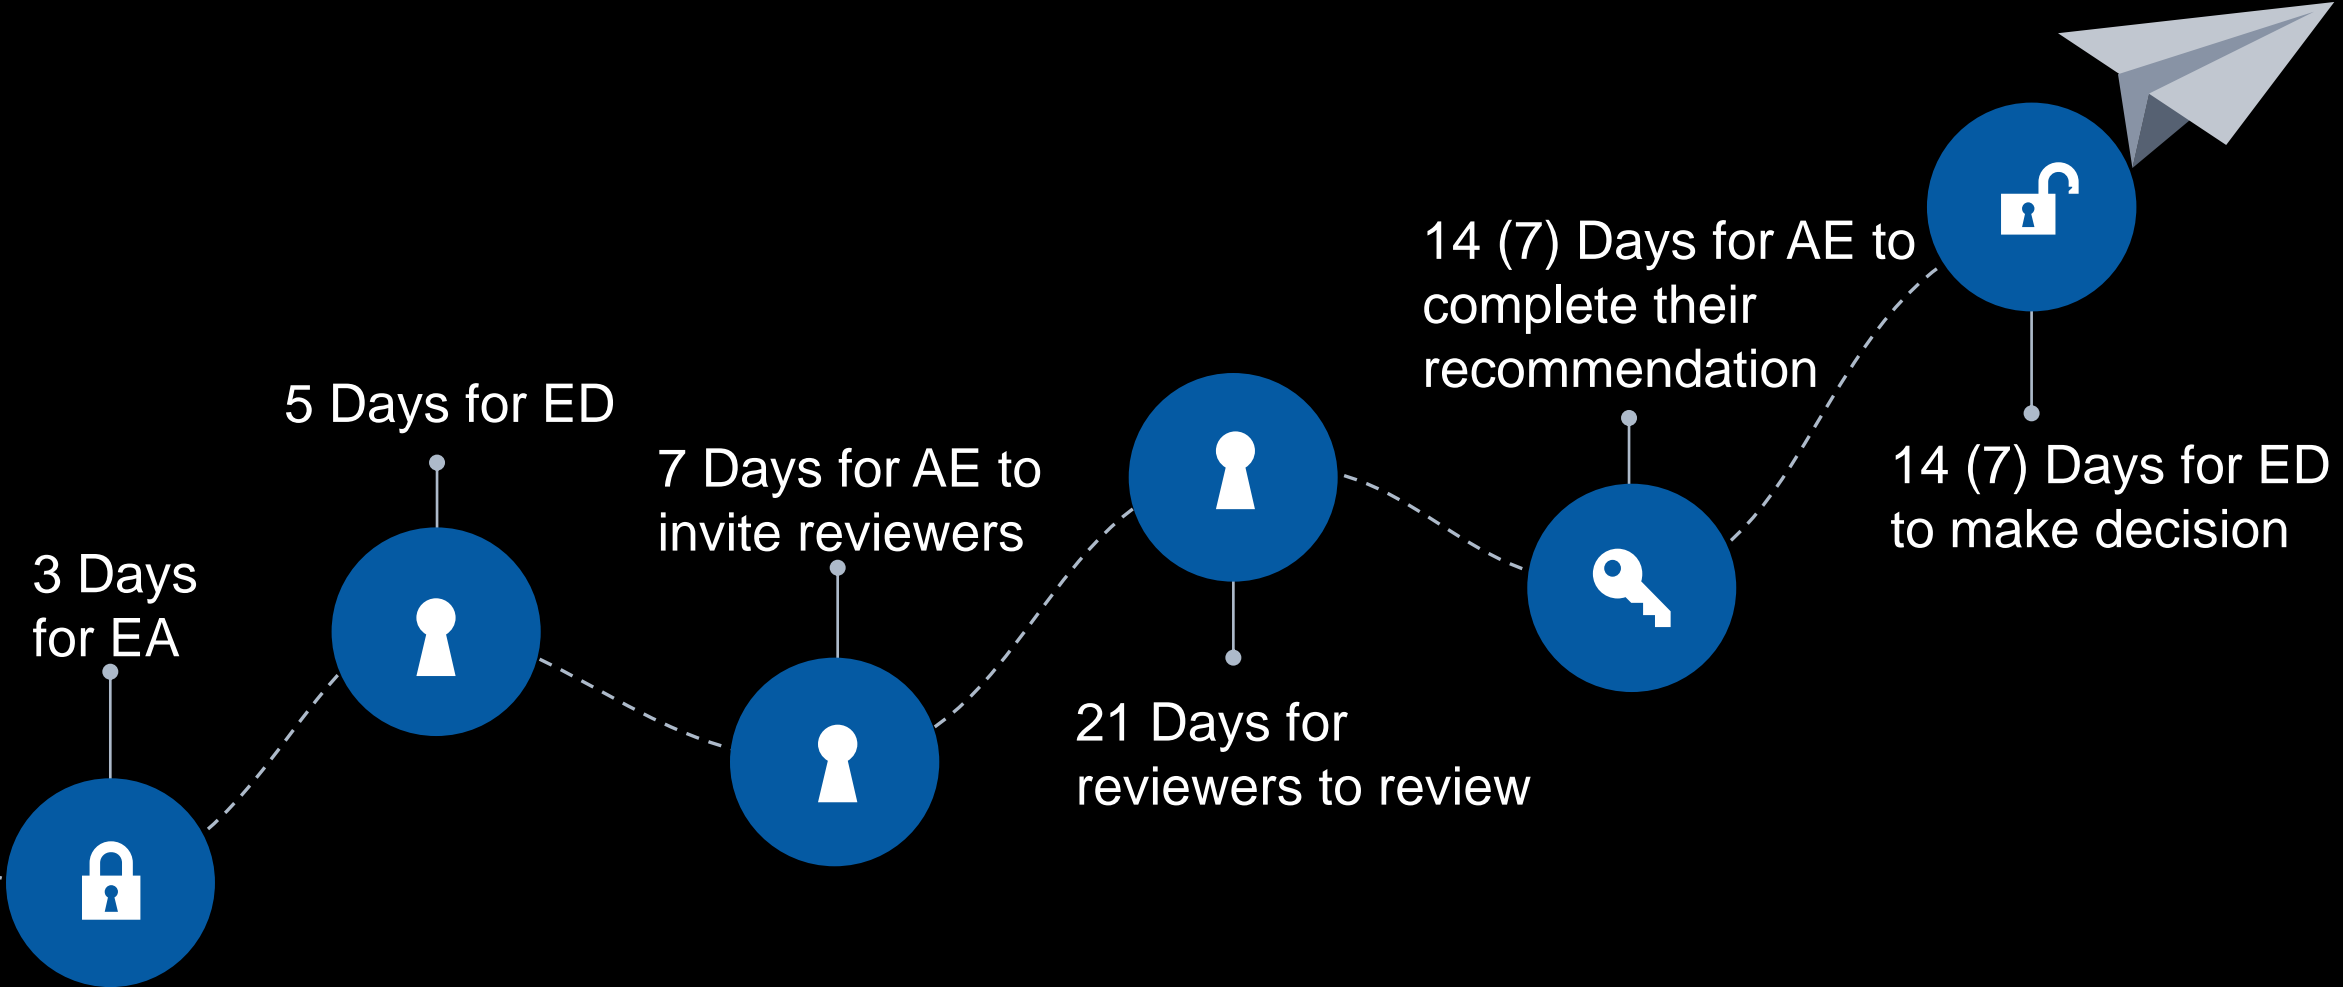 3 Days
for EA
5 Days for ED
7 Days for AE to
invite reviewers
21 Days for
reviewers to review
14 (7) Days for AE to
complete their
recommendation
14 (7) Days for ED
to make decision